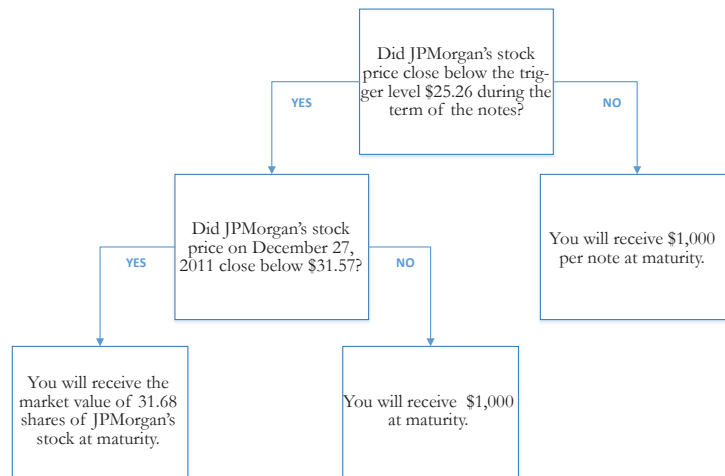 Did JPMorgan's stock
price close below the trig-
ger level $25.26 during the
term of the notes?
YES
NO
Did JPMorgan's stock
price on December 27,
2011 close below $31.57?
You will receive $1,000
per note at maturity.
YES
NO
You will receive the
market value of 31.68
shares of JPMorgan's
stock at maturity.
You will receive  $1,000
at maturity.